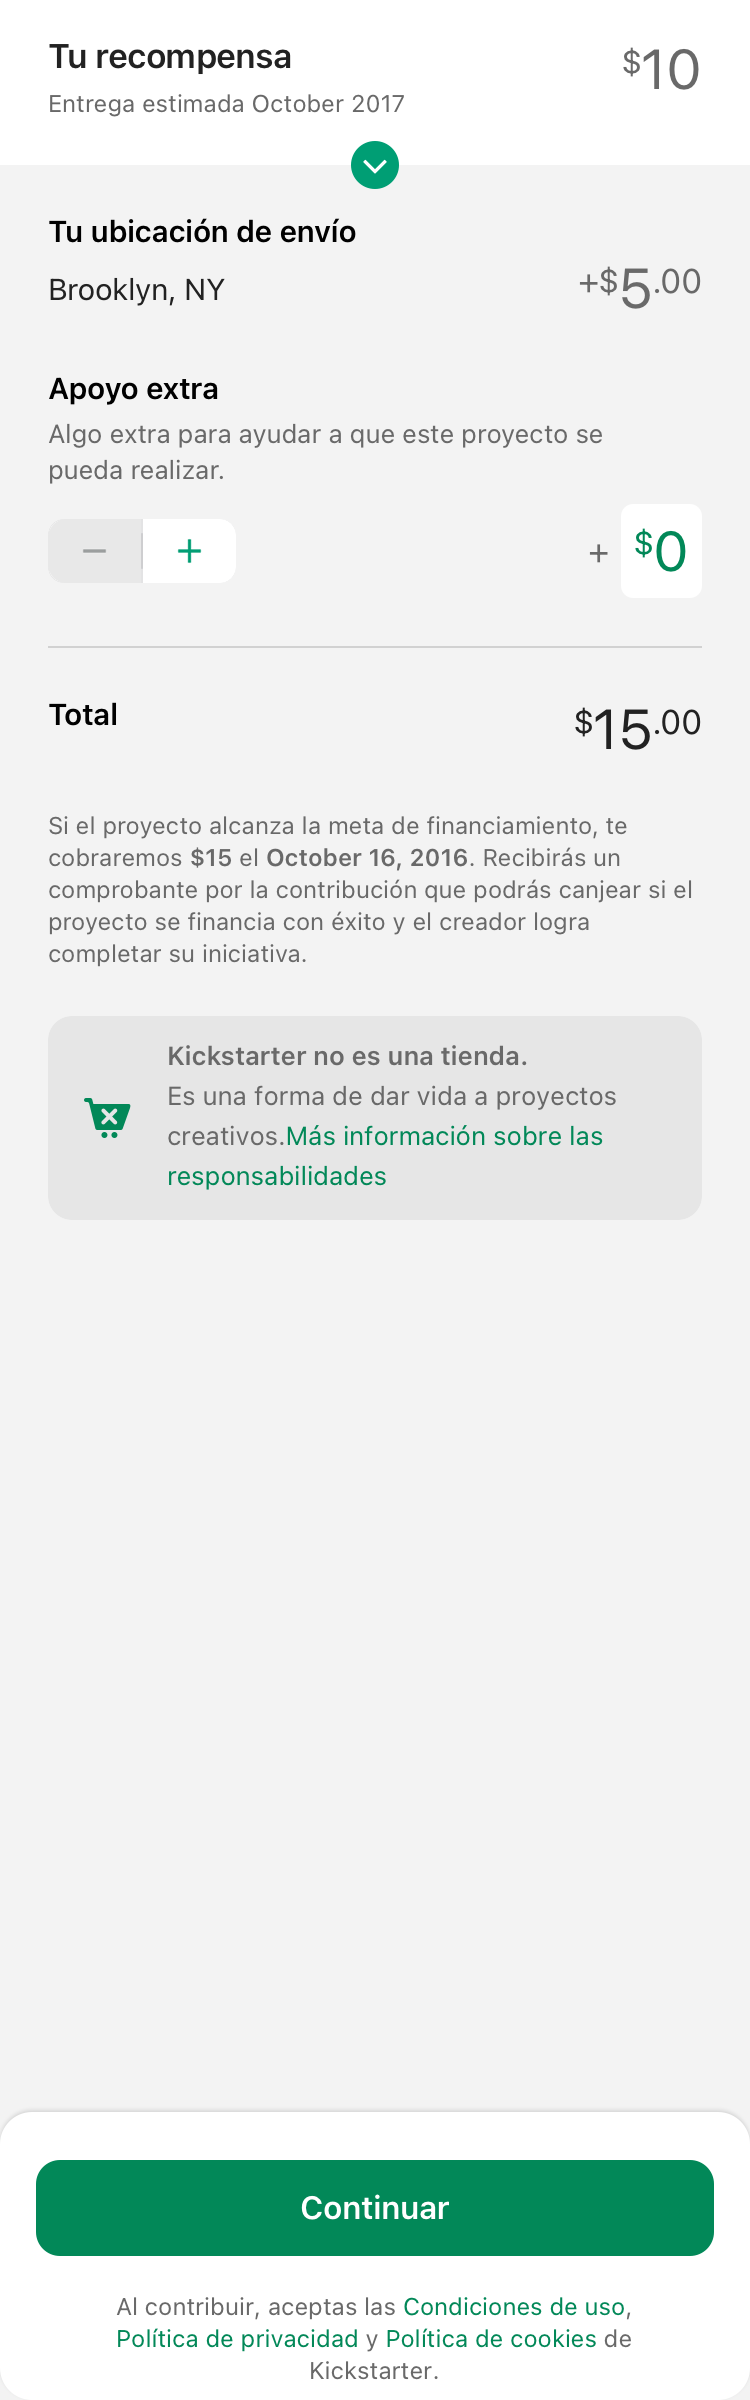 Tu recompensa
$10
Entrega estimada October 2017
Tu ubicación de envío
Brooklyn, NY
+$5.00
Apoyo extra
Algo extra para ayudar a que este proyecto se
pueda realizar.
− +
+ $0
Total
$15.00
Si el proyecto alcanza la meta de financiamiento, te
cobraremos $15 el October 16, 2016. Recibirás un
comprobante por la contribución que podrás canjear si el
proyecto se financia con éxito y el creador logra
completar su iniciativa.
Kickstarter no es una tienda.
Es una forma de dar vida a proyectos
creativos.Más información sobre las
responsabilidades
Continuar
Al contribuir, aceptas las Condiciones de uso,
Política de privacidad y Política de cookies de
Kickstarter.